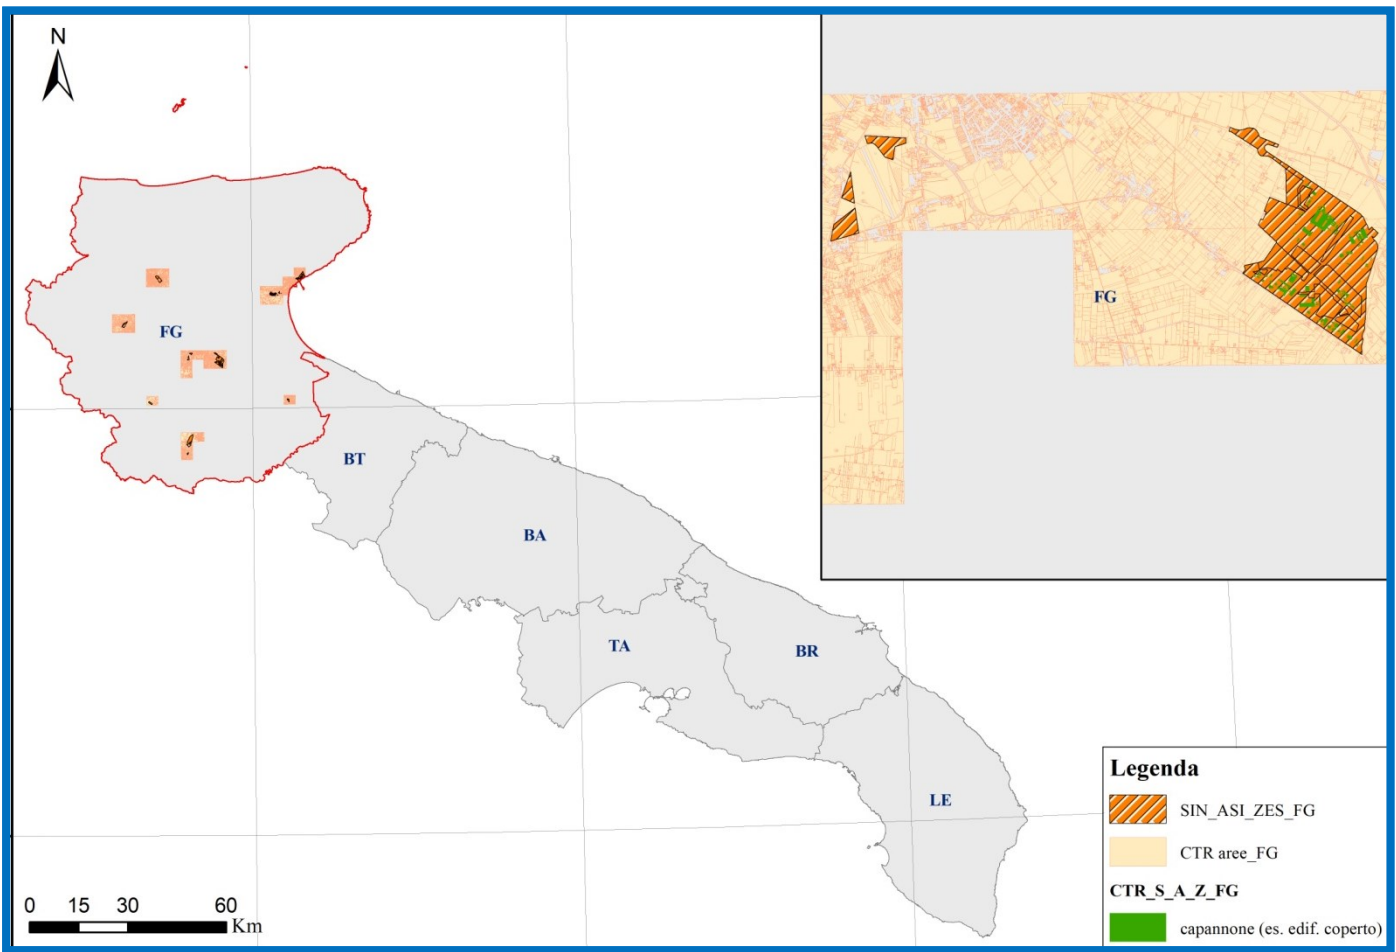 N
FG
FG
BT
BA
TA
BR
LE
0 15 30 60
Km
Legenda
SIN_ASI_ZES_FG
CTR aree_FG
CTR_S_A_Z_FG
capannone (es. edif. coperto)